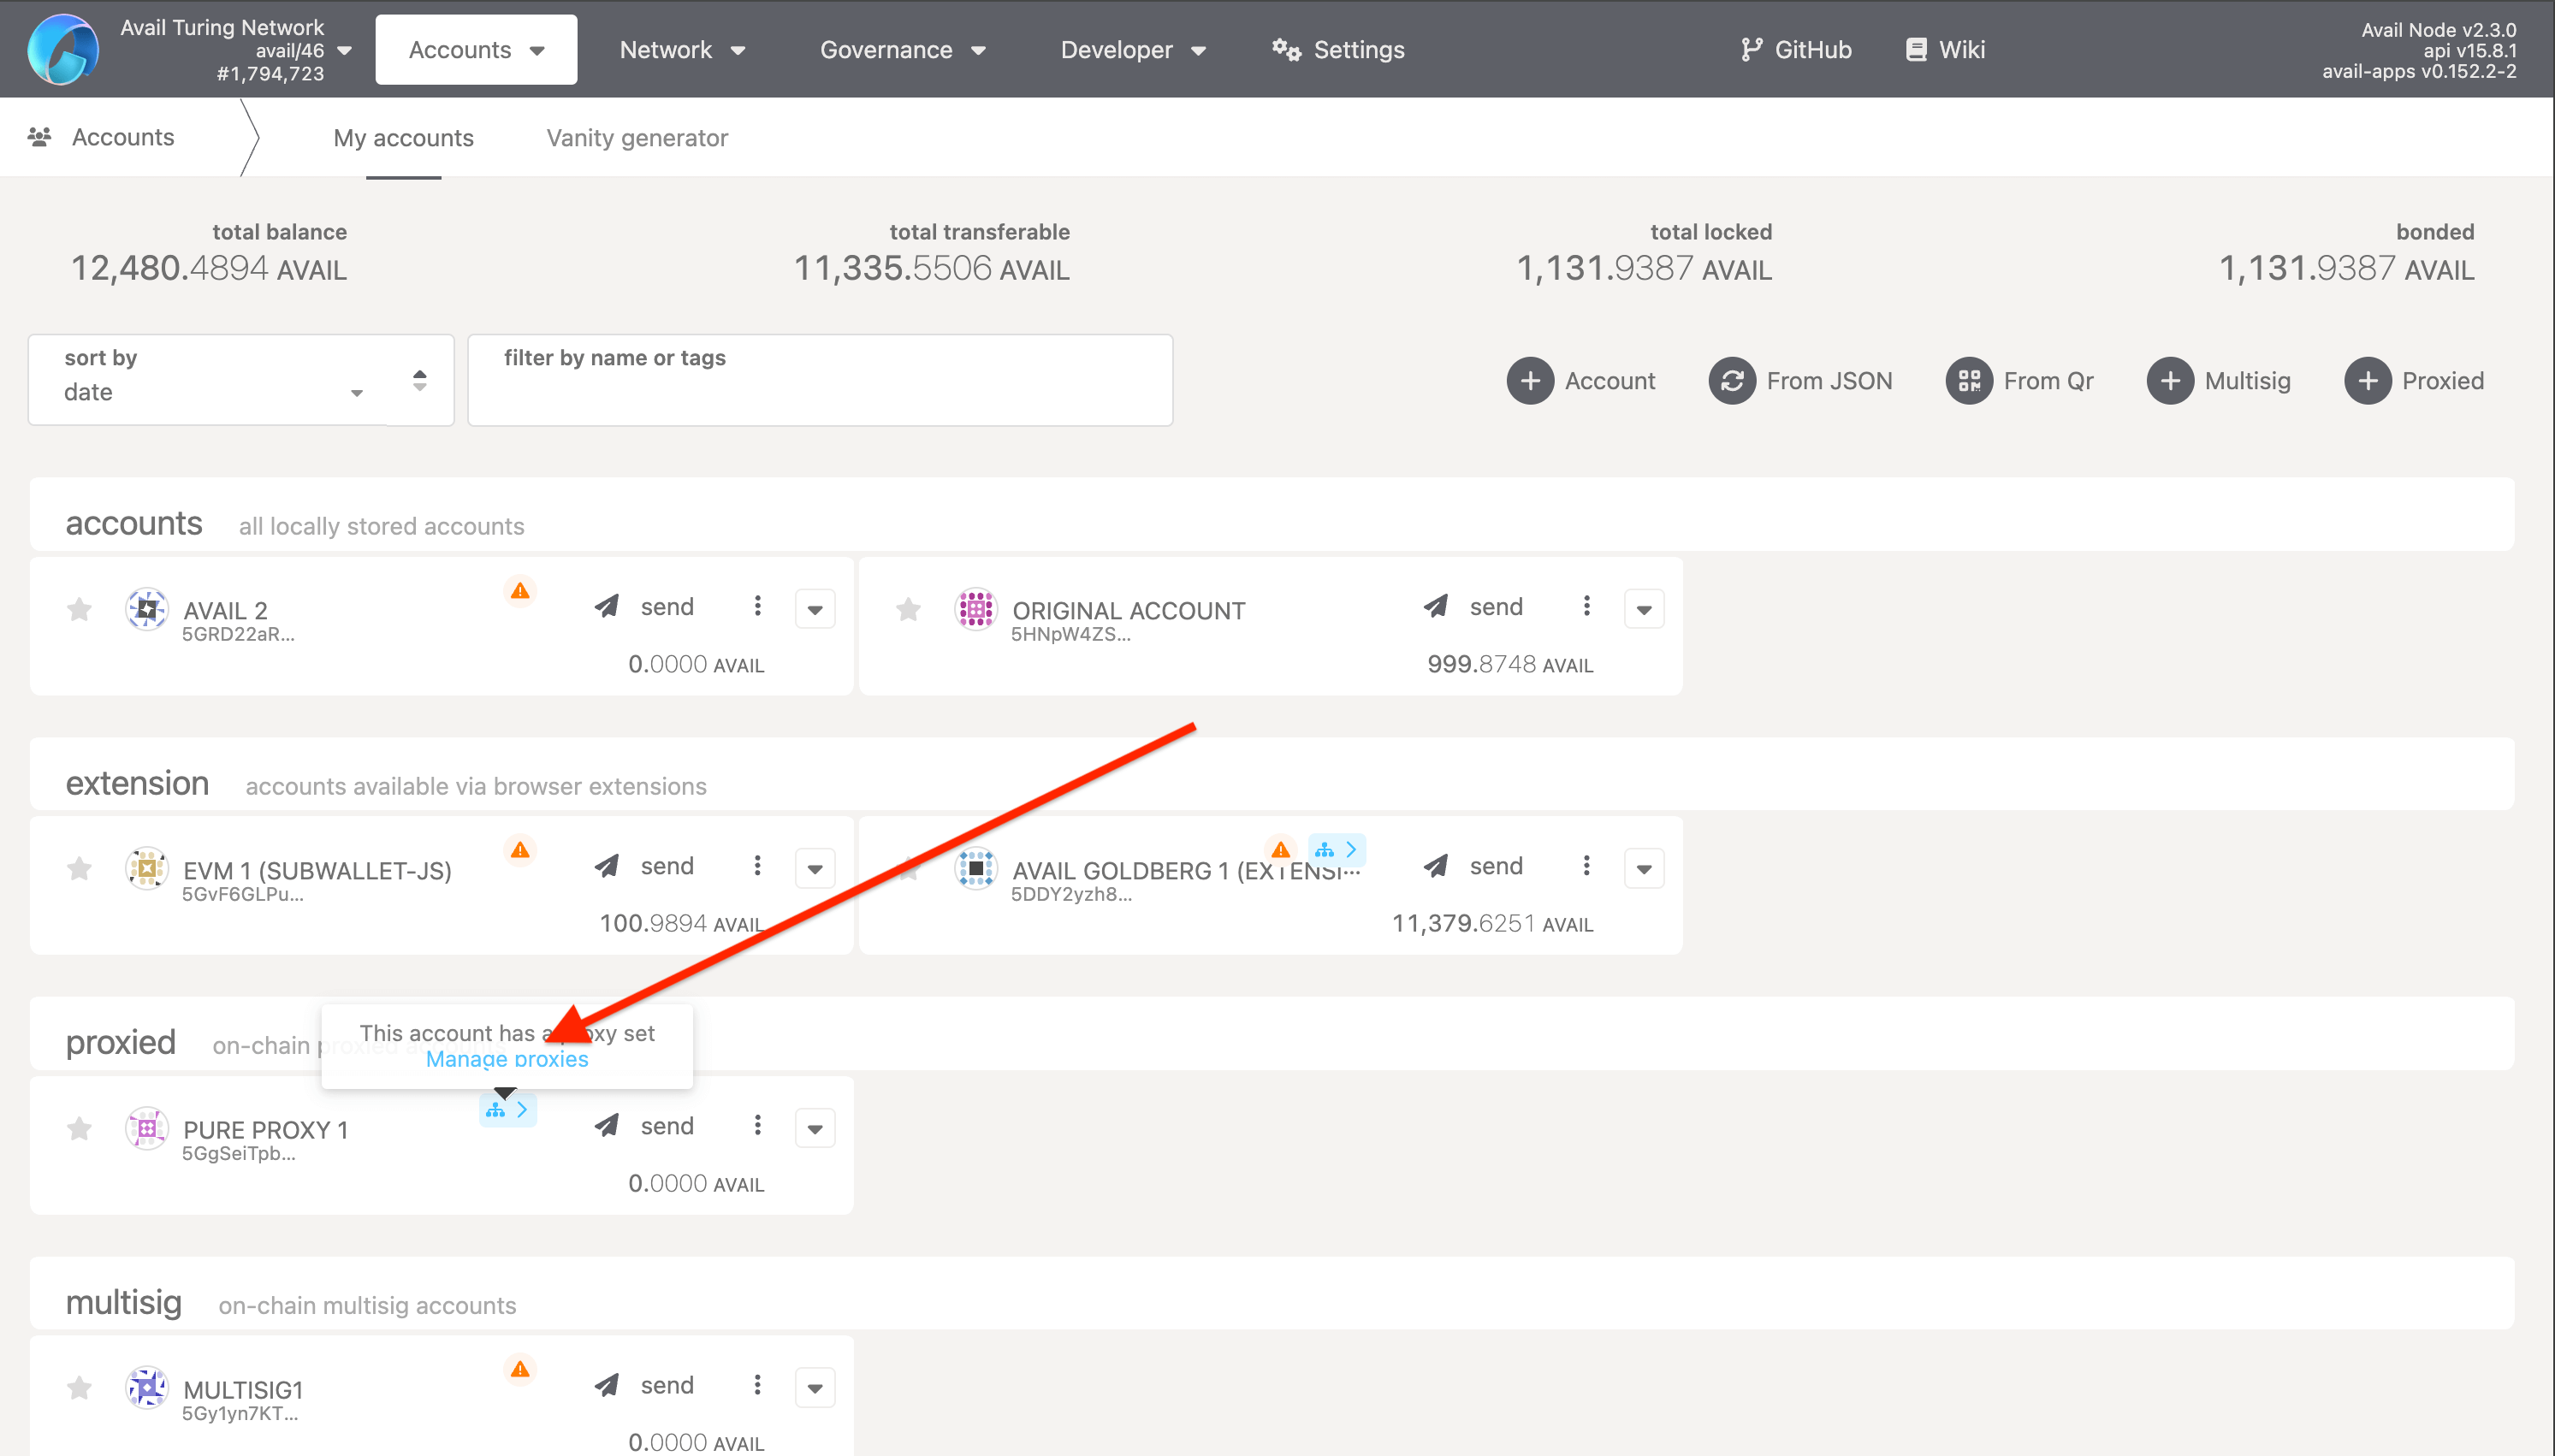 Avail Turing Network
avail/46
#1,794,723
Accounts
Network
Governance
Developer
Settings
GitHub
Wiki
Avail Node v2.3.0
api v15.8.1
avail-apps v0.152.2-2
Accounts
My accounts
Vanity generator
total balance
12,480.4894 AVAIL
total transferable
11,335.5506 AVAIL
total locked
1,131.9387 AVAIL
bonded
1,131.9387 AVAIL
sort by
date
filter by name or tags
Account
From JSON
From Qr
Multisig
Proxied
accounts all locally stored accounts
AVAIL 2
5GRD22aR...
send
0.0000 AVAIL
ORIGINAL ACCOUNT
5HNpW4ZS...
send
999.8748 AVAIL
extension accounts available via browser extensions
EVM 1 (SUBWALLET-JS)
5GvF6GLPu...
send
100.9894 AVAIL
AVAIL GOLDBERG 1 (EXTENSI...
5DDY2yzh8...
send
11,379.6251 AVAIL
This account has a proxy set
Manage proxies
proxied on-chain
PURE PROXY 1
5GgSeiTpb...
send
0.0000 AVAIL
multisig on-chain multisig accounts
MULTISIG1
5Gy1yn7KT...
send
0.0000 AVAIL